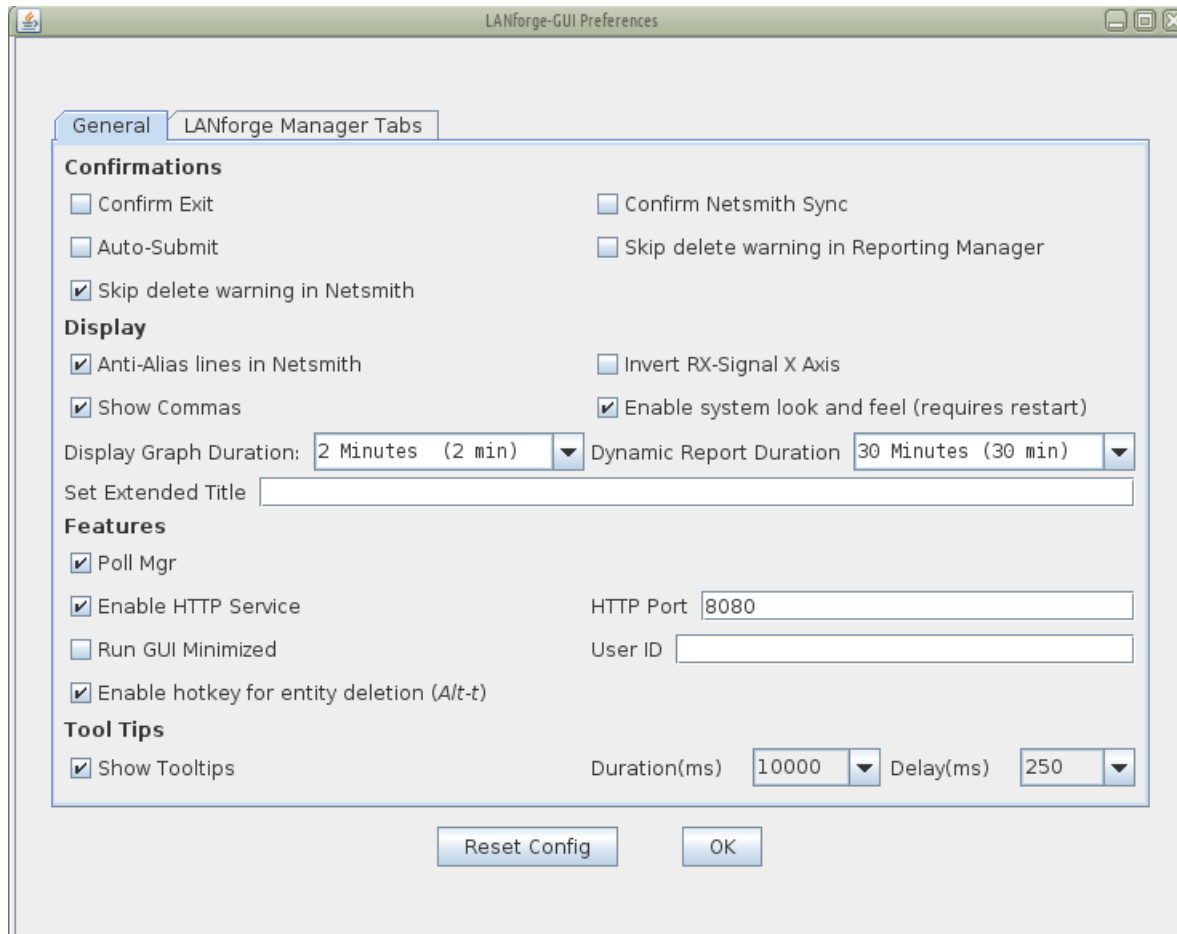 LANforge-GUI Preferences
General LANforge Manager Tabs
Confirmations
Confirm Exit Confirm Netsmith Sync
Auto-Submit Skip delete warning in Reporting Manager
Skip delete warning in Netsmith
Display
Anti-Alias lines in Netsmith Invert RX-Signal X Axis
Show Commas Enable system look and feel (requires restart)
Display Graph Duration: 2 Minutes (2 min) Dynamic Report Duration 30 Minutes (30 min)
Set Extended Title
Features
Poll Mgr
Enable HTTP Service HTTP Port 8080
Run GUI Minimized User ID
Enable hotkey for entity deletion (Alt-t)
Tool Tips
Show Tooltips Duration(ms) 10000 Delay(ms) 250
Reset Config OK